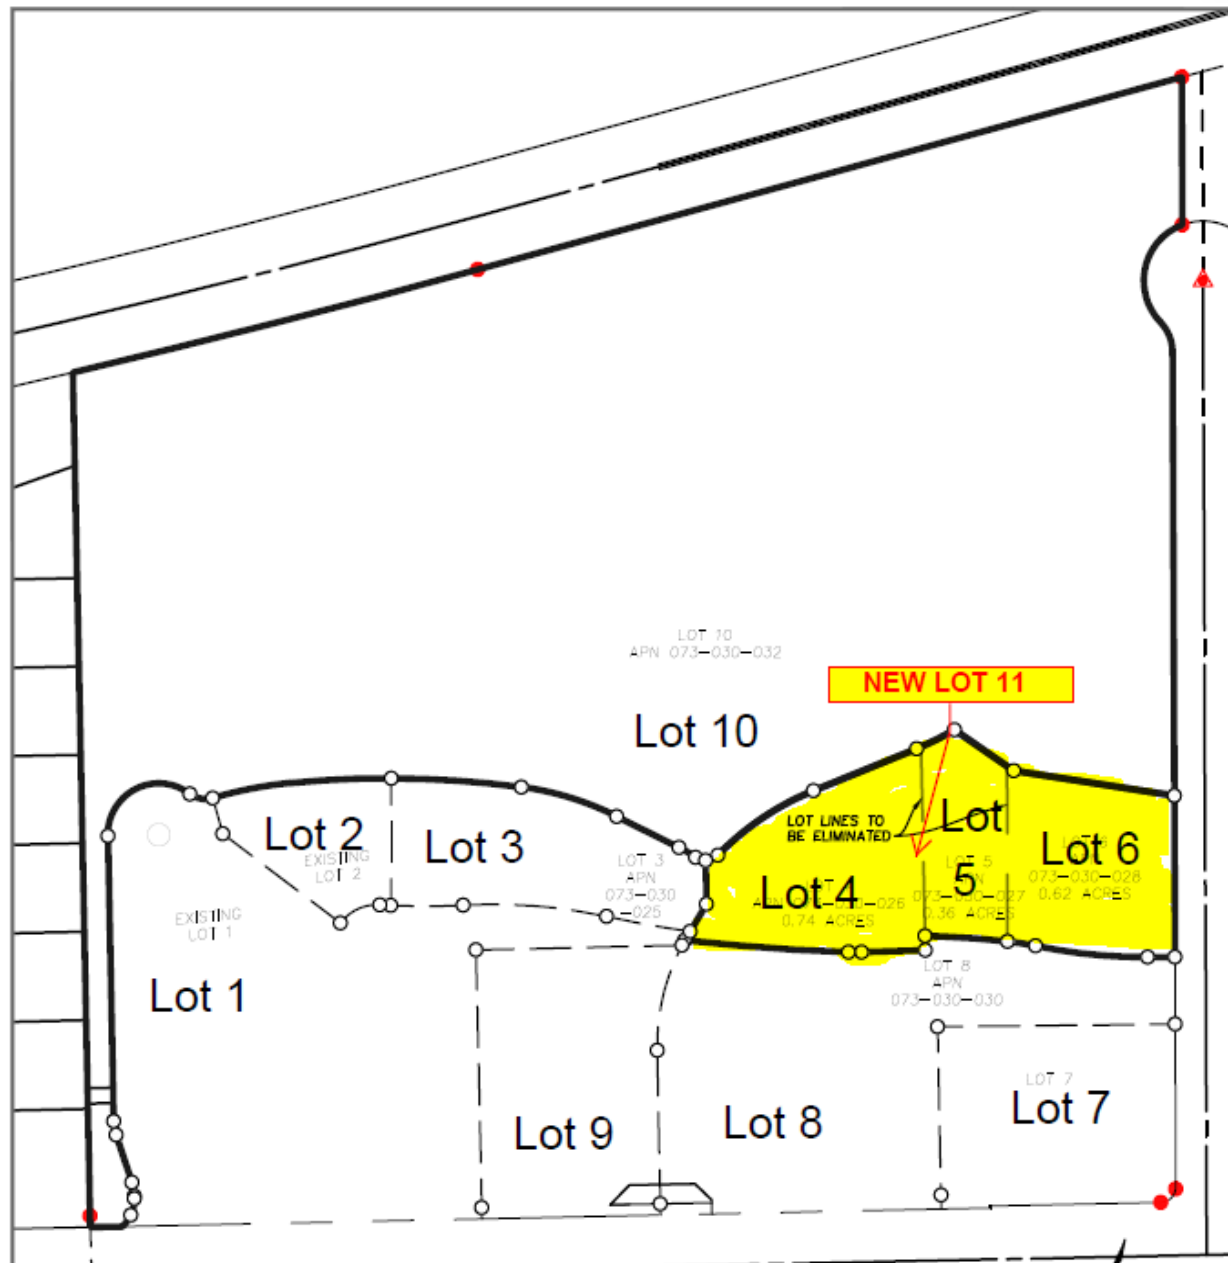 LOT 10
APN 073-030-032
NEW LOT 11
Lot 10
LOT LINES TO
BE ELIMINATED
Lot
5
LOT 5
073-030-027
0.36 ACRES
Lot 6
073-030-028
0.62 ACRES
Lot 2
EXISTING
LOT 2
Lot 3
LOT 3
APN
073-030
-025
Lot 4
0.74 ACRES
EXISTING
LOT 1
Lot 1
LOT 8
APN
073-030-030
LOT 7
Lot 7
Lot 9
Lot 8